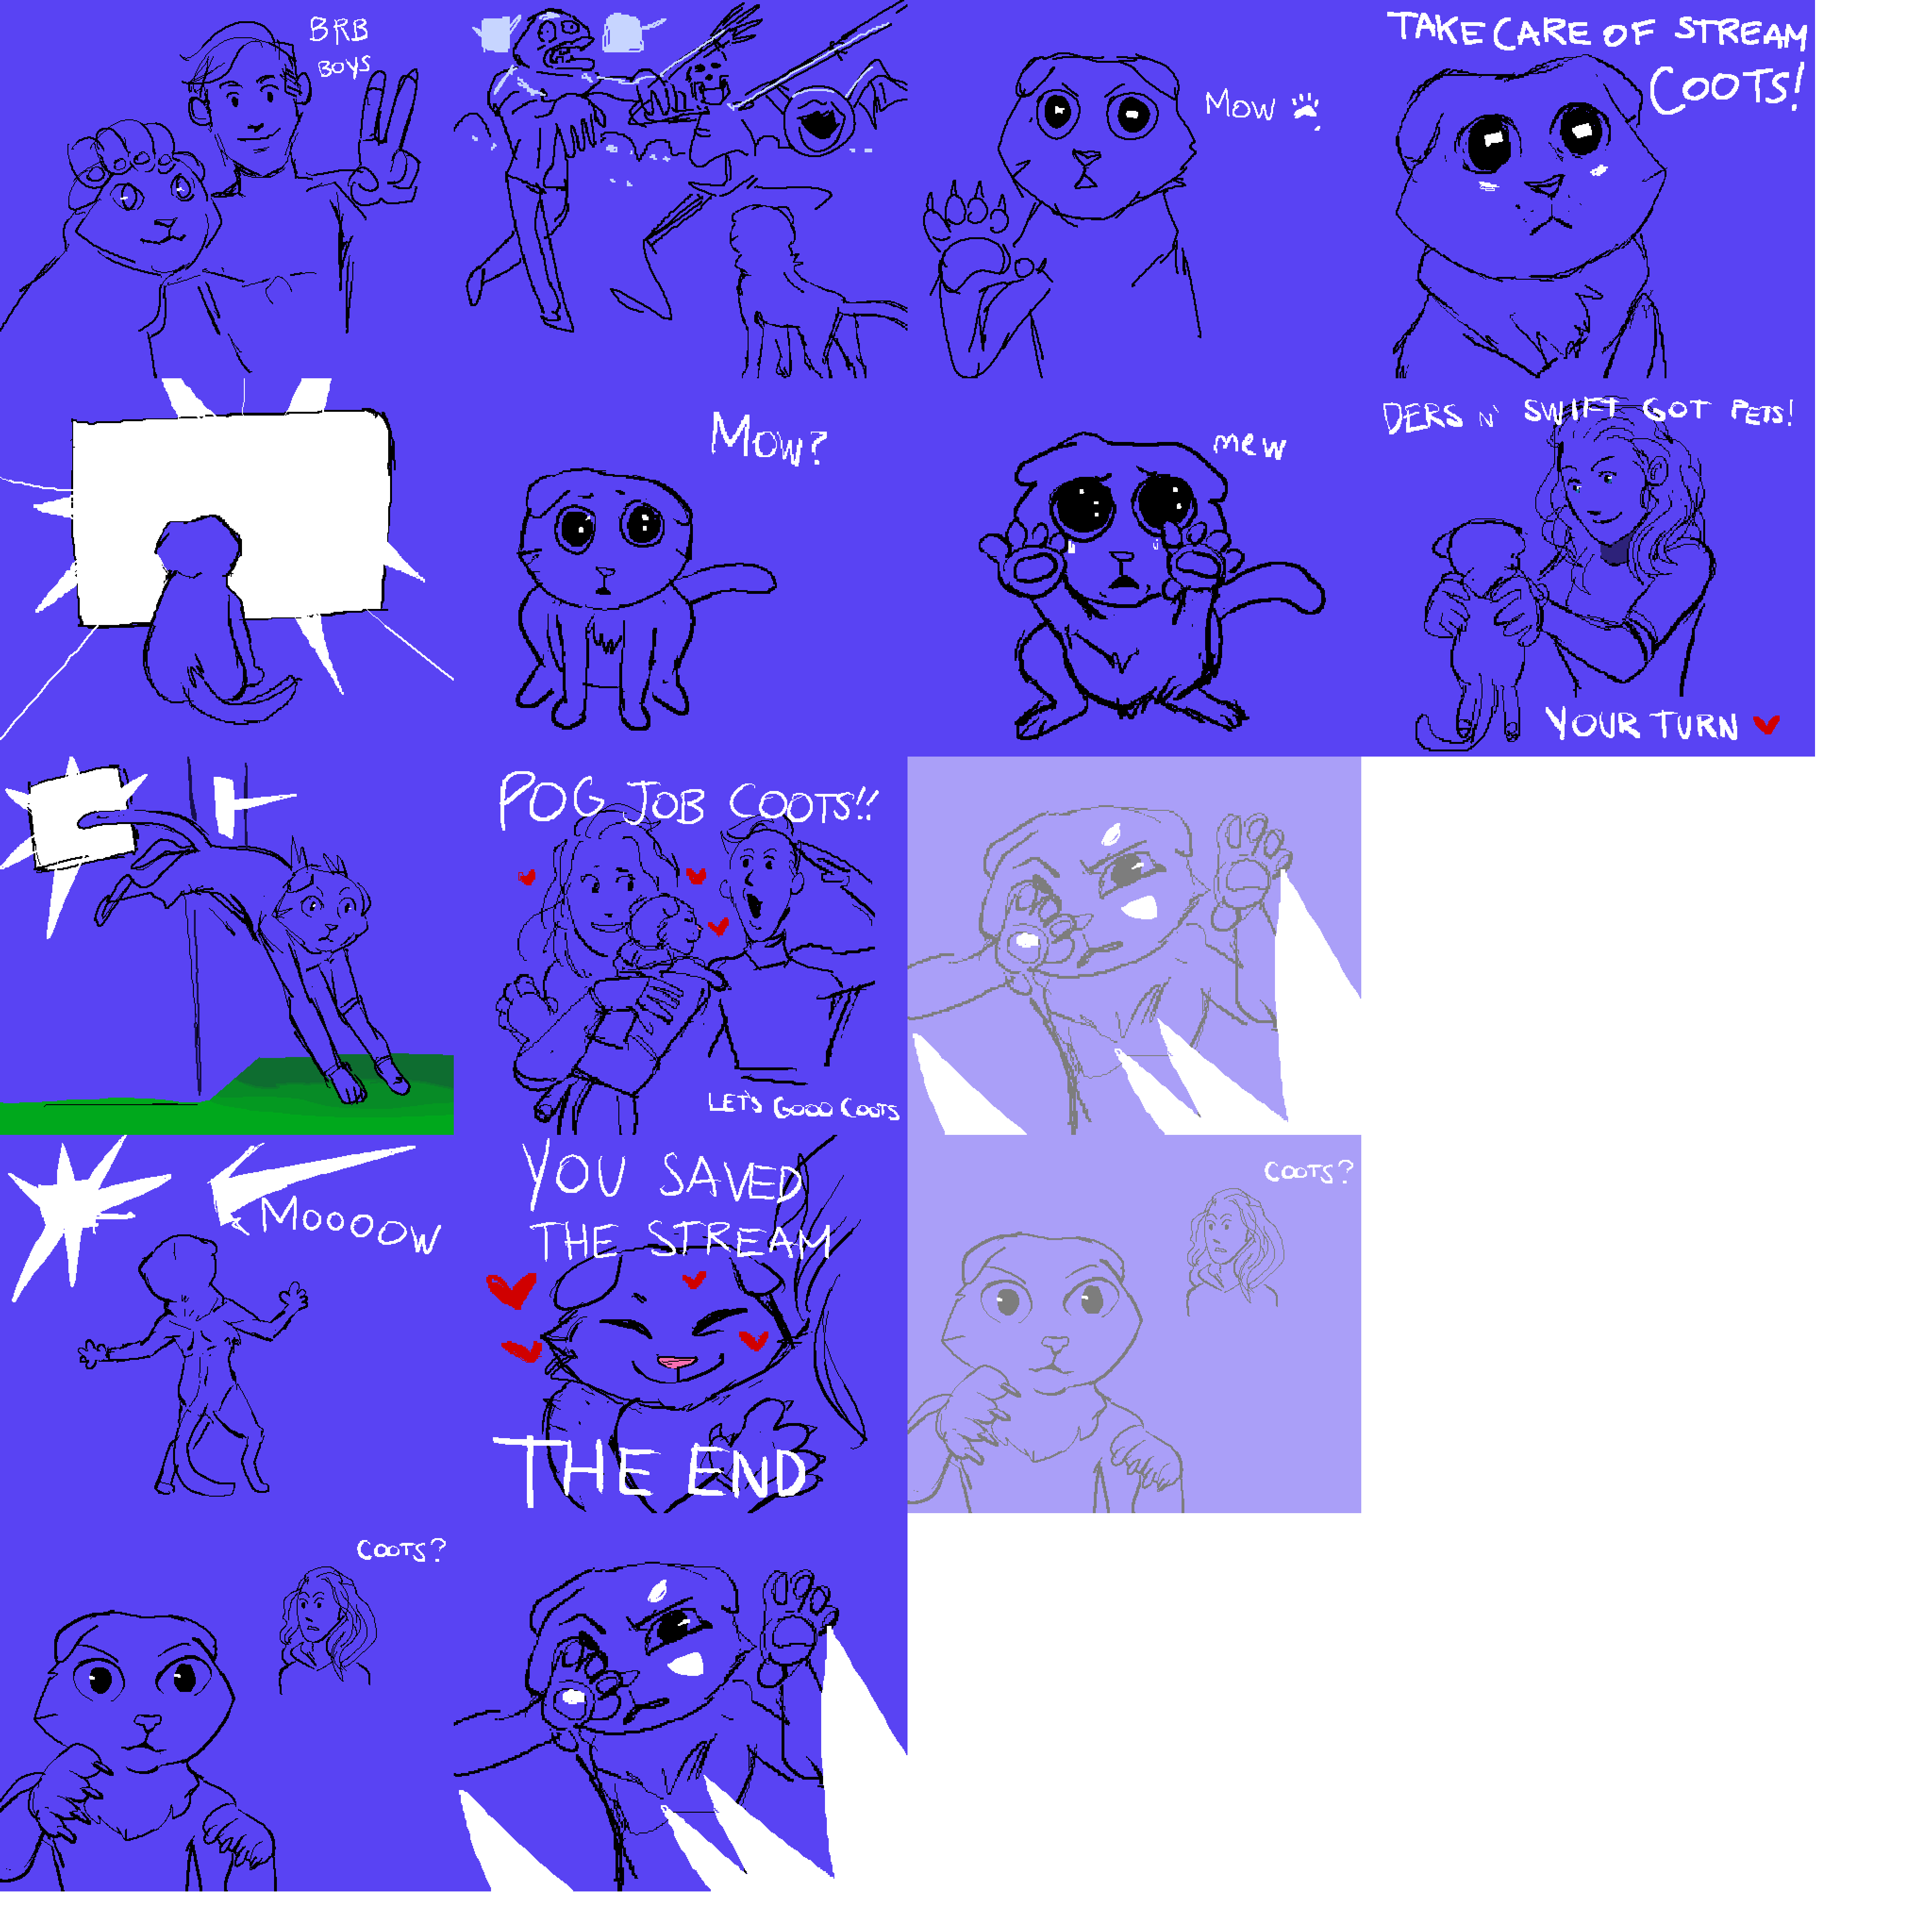 BRB
BOYS
MOW
TAKE CARE OF STREAM
COOTS!
MOW?
mew
DERS N' SWIFT GOT PETS!
YOUR TURN
POG JOB COOTS!!
LET'S GOOO COOTS
MOOOOW
YOU SAVED
THE STREAM
THE END
COOTS?
COOTS?